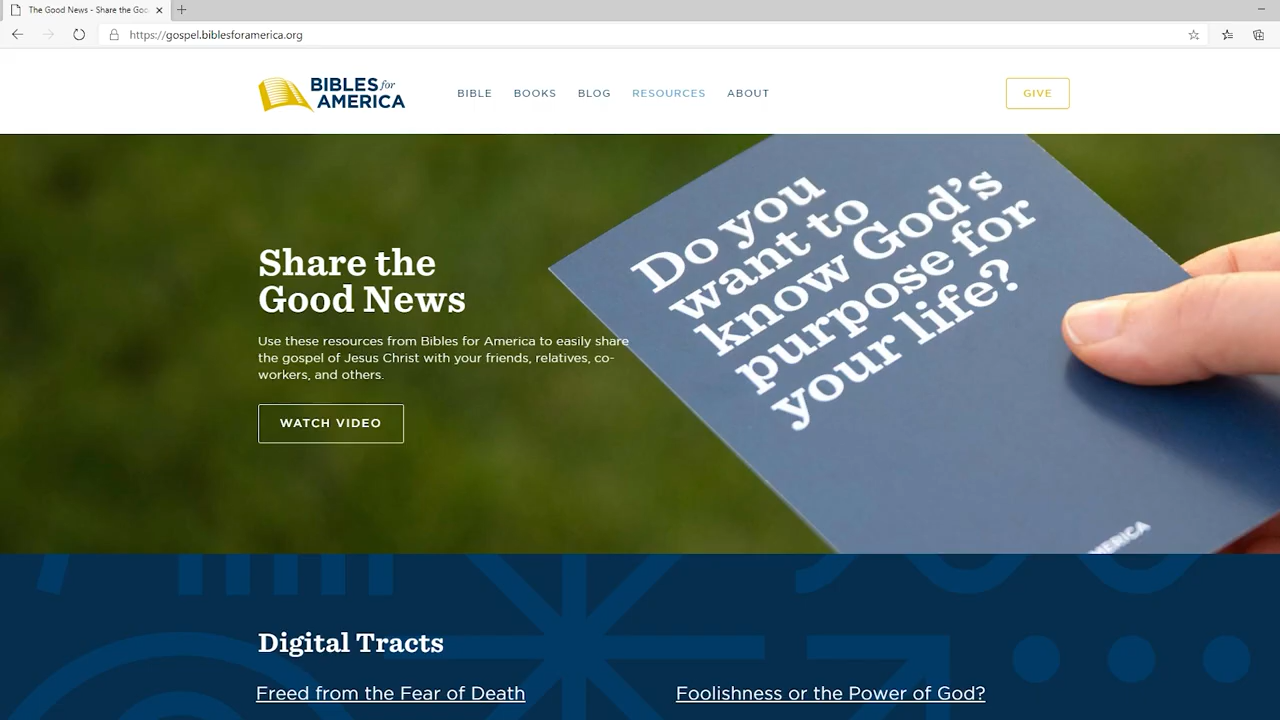 The Good News - Share the Goo
https://gospel.biblesforamerica.org
BIBLES for
AMERICA
BIBLE
BOOKS
BLOG
RESOURCES
ABOUT
GIVE
Share the
Good News
Use these resources from Bibles for America to easily share
the gospel of Jesus Christ with your friends, relatives, co-
workers, and others.
WATCH VIDEO
Do you
want to
know God's
purpose for
your life?
MERICA
Digital Tracts
Freed from the Fear of Death
Foolishness or the Power of God?